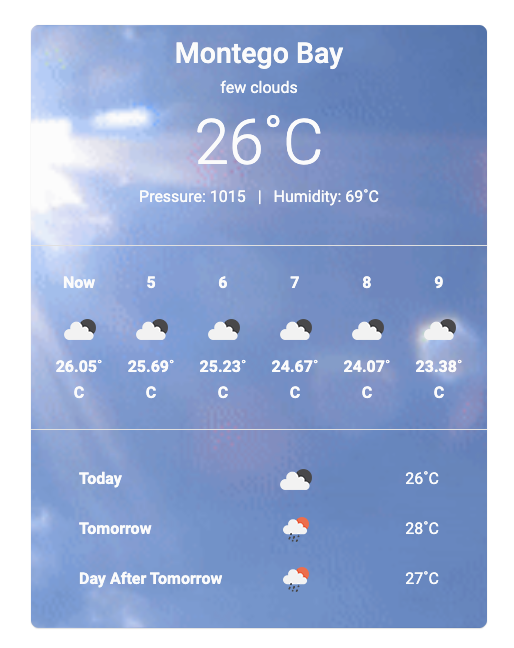 Montego Bay
few clouds
26°C
Pressure: 1015 | Humidity: 69°C
Now 5 6 7 8 9
26.05° 25.69° 25.23° 24.67° 24.07° 23.38°
C C C C C C
Today 26°C
Tomorrow 28°C
Day After Tomorrow 27°C